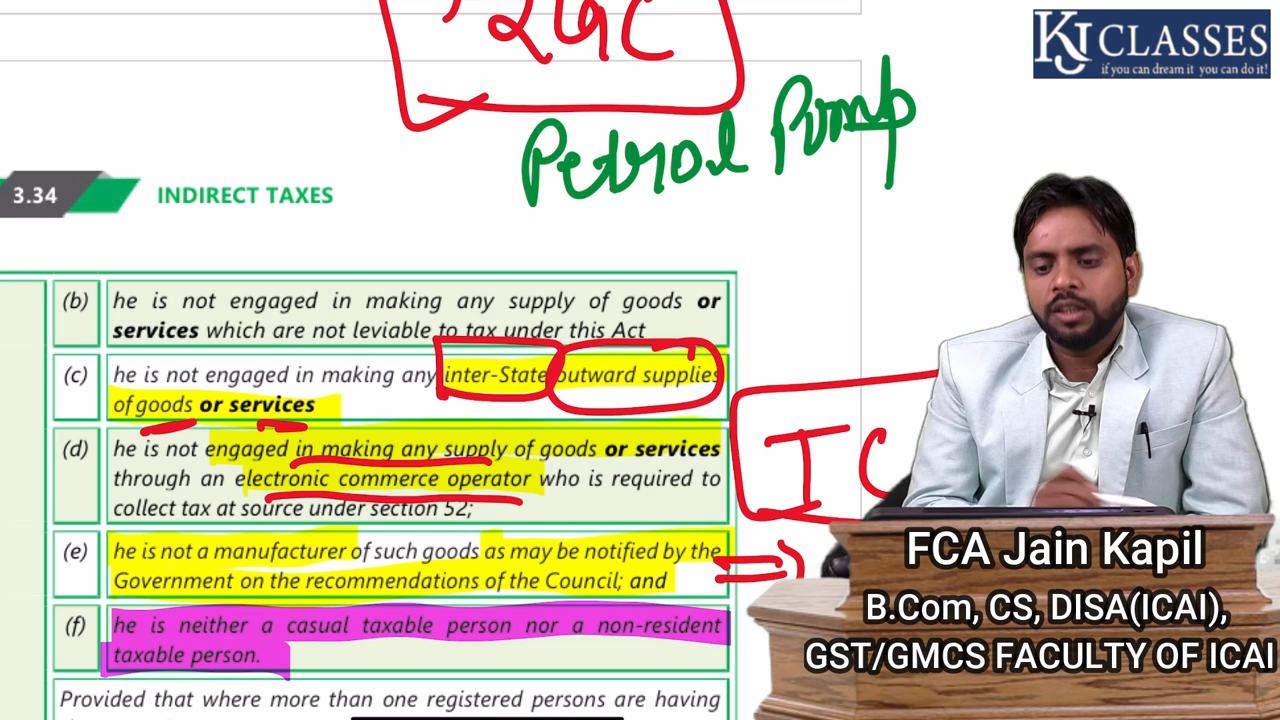 KJ CLASSES
if you can dream it you can do it!
Petrol Pump
3.34 INDIRECT TAXES
(b) he is not engaged in making any supply of goods or
services which are not leviable to tax under this Act
(c) he is not engaged in making any inter-State outward supplies
of goods or services
(d) he is not engaged in making any supply of goods or services
through an electronic commerce operator who is required to
collect tax at source under section 52;
(e) he is not a manufacturer of such goods as may be notified by the
Government on the recommendations of the Council; and
(f) he is neither a casual taxable person nor a non-resident
taxable person.
Provided that where more than one registered persons are having
FCA Jain Kapil
B.Com, CS, DISA(ICAI),
GST/GMCS FACULTY OF ICAI